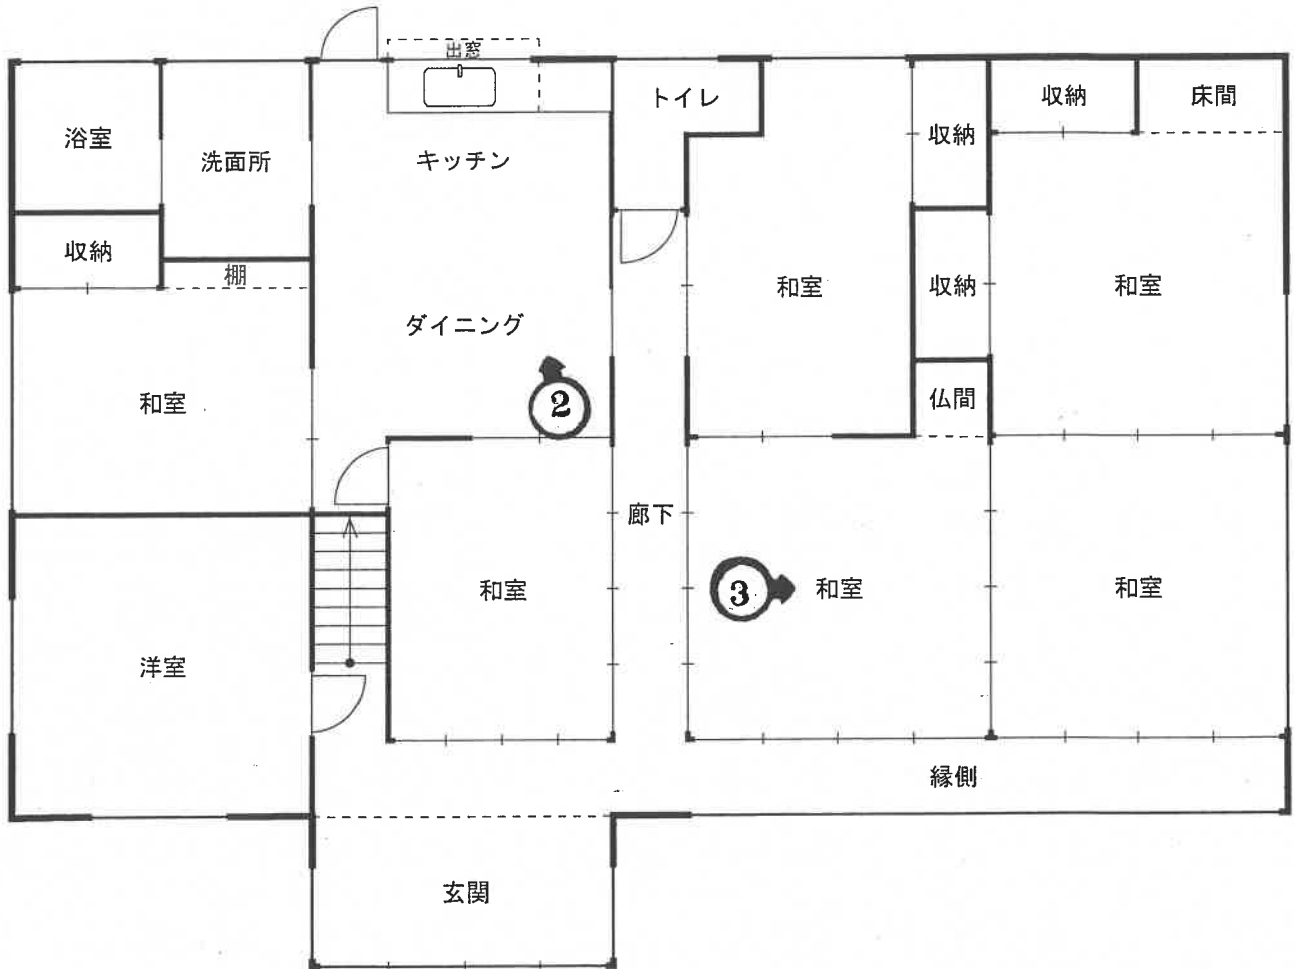 出窓
トイレ
収納
床間
浴室
洗面所
キッチン
収納
収納
棚
和室
収納
和室
ダイニング
和室
2
仏間
廊下
和室
3
和室
和室
洋室
縁側
玄関